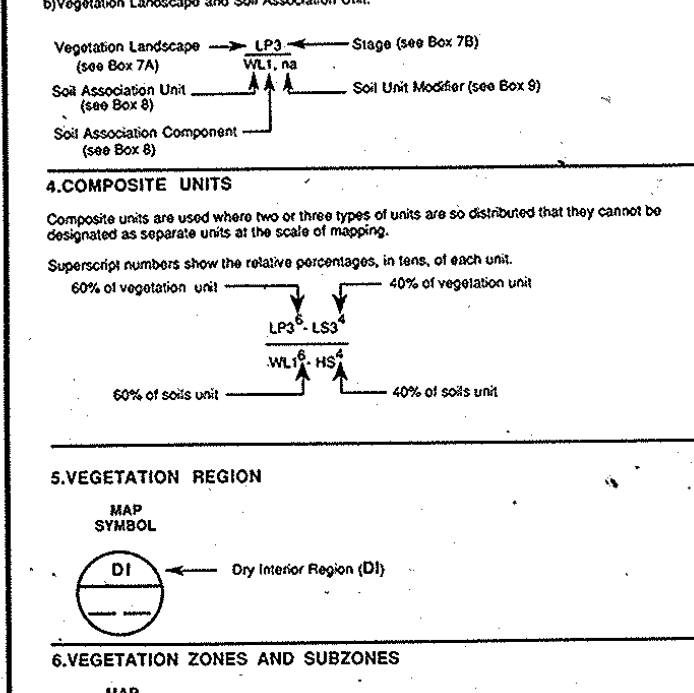 b)Vegetation Landscape and Soil Association Unit.
Vegetation Landscape LP3 Stage (see Box 7B)
(see Box 7A) WL1, na
Soil Association Unit Soil Unit Modifier (see Box 9)
(see Box 8)
Soil Association Component
(see Box 8)
4.COMPOSITE UNITS
Composite units are used where two or three types of units are so distributed that they cannot be
designated as separate units at the scale of mapping.
Superscript numbers show the relative percentages, in tens, of each unit.
60% of vegetation unit 40% of vegetation unit
LP3⁶- LS3⁴
WL1⁶- HS⁴
60% of soils unit 40% of soils unit
5.VEGETATION REGION
MAP
SYMBOL
DI Dry Interior Region (DI)
6.VEGETATION ZONES AND SUBZONES
MAP